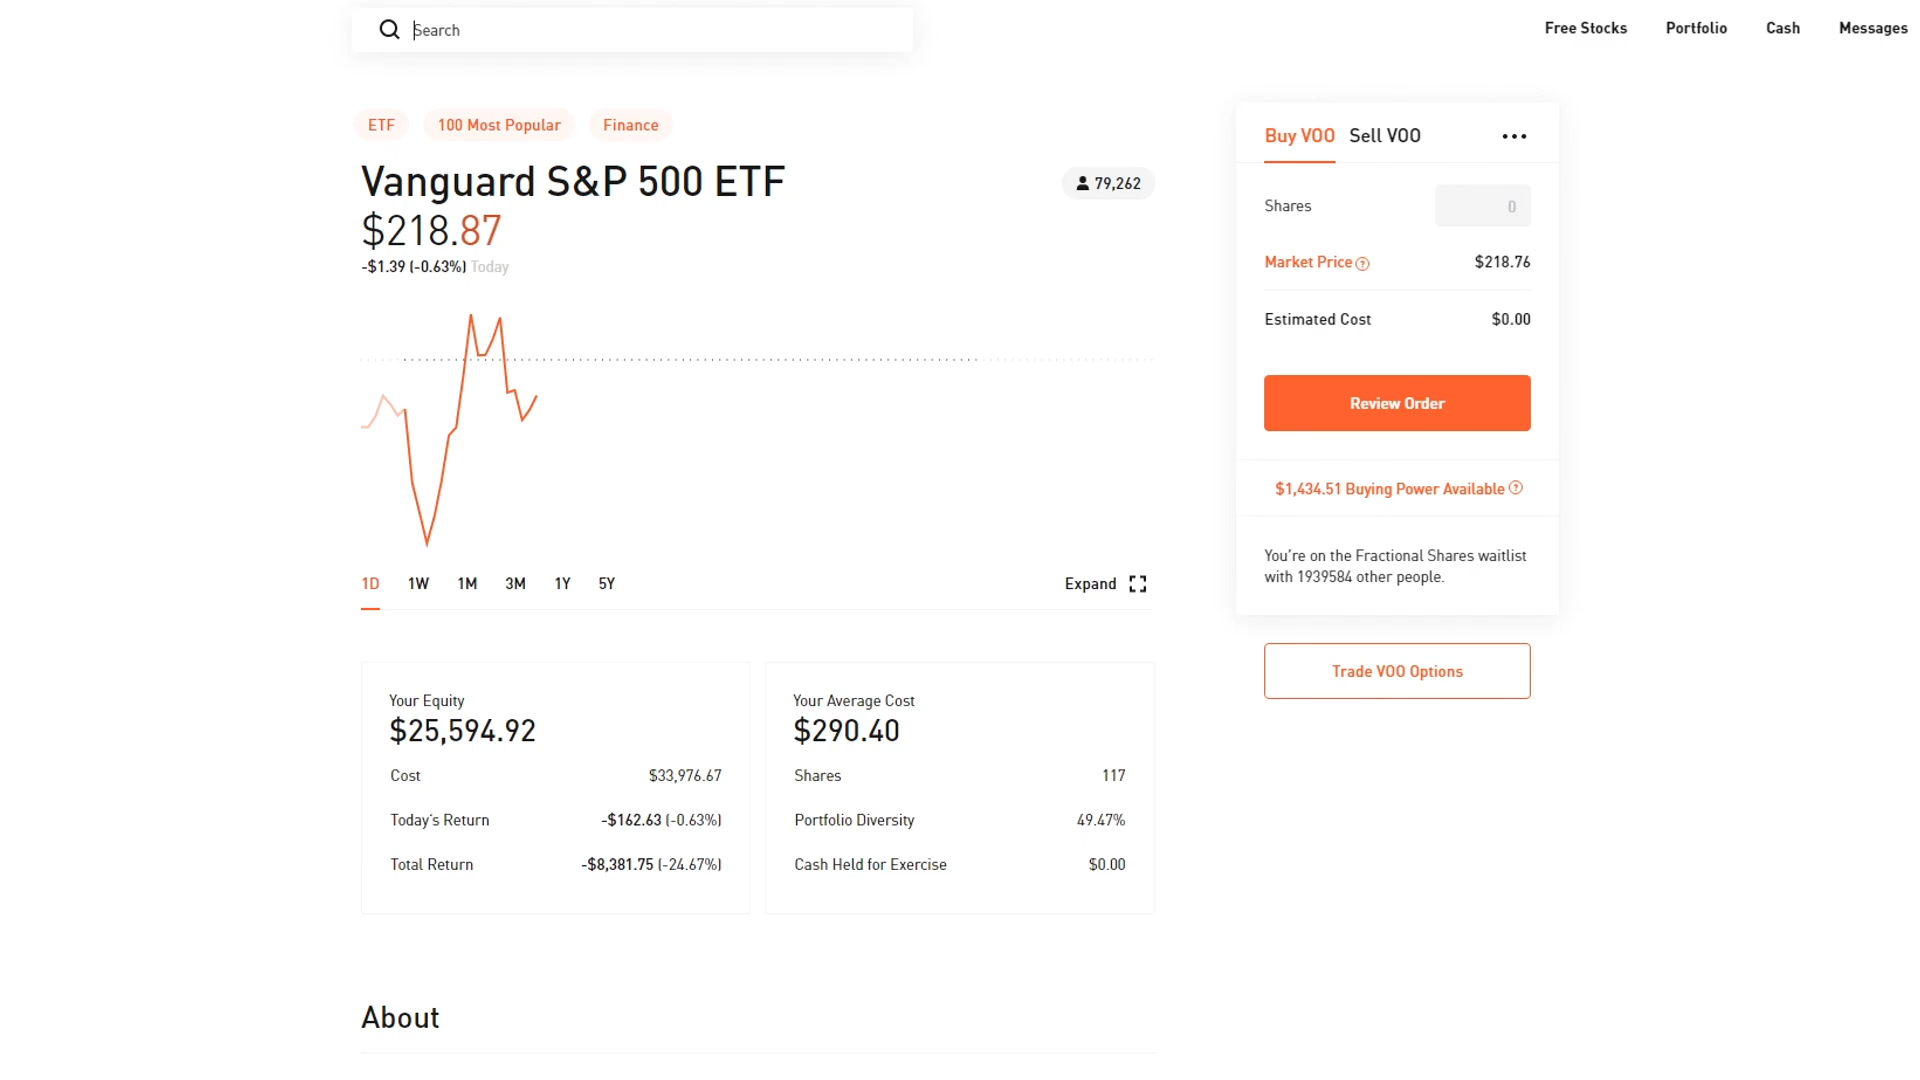 Search
Free Stocks Portfolio Cash Messages
ETF 100 Most Popular Finance
Vanguard S&P 500 ETF
79,262
$218.87
-$1.39 (-0.63%) Today
1D 1W 1M 3M 1Y 5Y
Expand
Your Equity
$25,594.92
Cost $33,976.67
Today's Return -$162.63 (-0.63%)
Total Return -$8,381.75 (-24.67%)
Your Average Cost
$290.40
Shares 117
Portfolio Diversity 49.47%
Cash Held for Exercise $0.00
About
Buy VOO Sell VOO
Shares 0
Market Price ? $218.76
Estimated Cost $0.00
Review Order
$1,434.51 Buying Power Available ?
You're on the Fractional Shares waitlist
with 1939584 other people.
Trade VOO Options